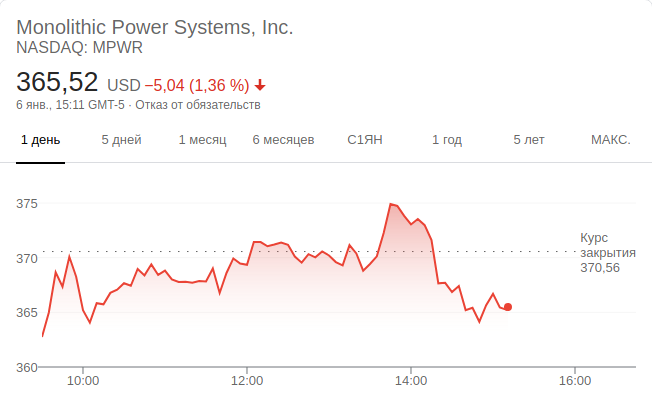 Monolithic Power Systems, Inc.
NASDAQ: MPWR
365,52 USD −5,04 (1,36 %)
6 янв., 15:11 GMT-5 · Отказ от обязательств
1 день 5 дней 1 месяц 6 месяцев С1ЯН 1 год 5 лет МАКС.
375
370
365
360
Курс
закрытия
370,56
10:00 12:00 14:00 16:00